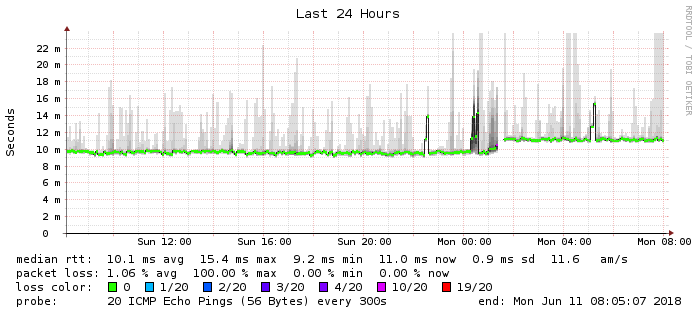 Last 24 Hours
RRDTOOL / TOBI OETIKER
Seconds
22 m
20 m
18 m
16 m
14 m
12 m
10 m
8 m
6 m
4 m
2 m
0
Sun 12:00 Sun 16:00 Sun 20:00 Mon 00:00 Mon 04:00 Mon 08:00
median rtt: 10.1 ms avg 15.4 ms max 9.2 ms min 11.0 ms now 0.9 ms sd 11.6 am/s
packet loss: 1.06 % avg 100.00 % max 0.00 % min 0.00 % now
loss color: 0 1/20 2/20 3/20 4/20 10/20 19/20
probe: 20 ICMP Echo Pings (56 Bytes) every 300s end: Mon Jun 11 08:05:07 2018